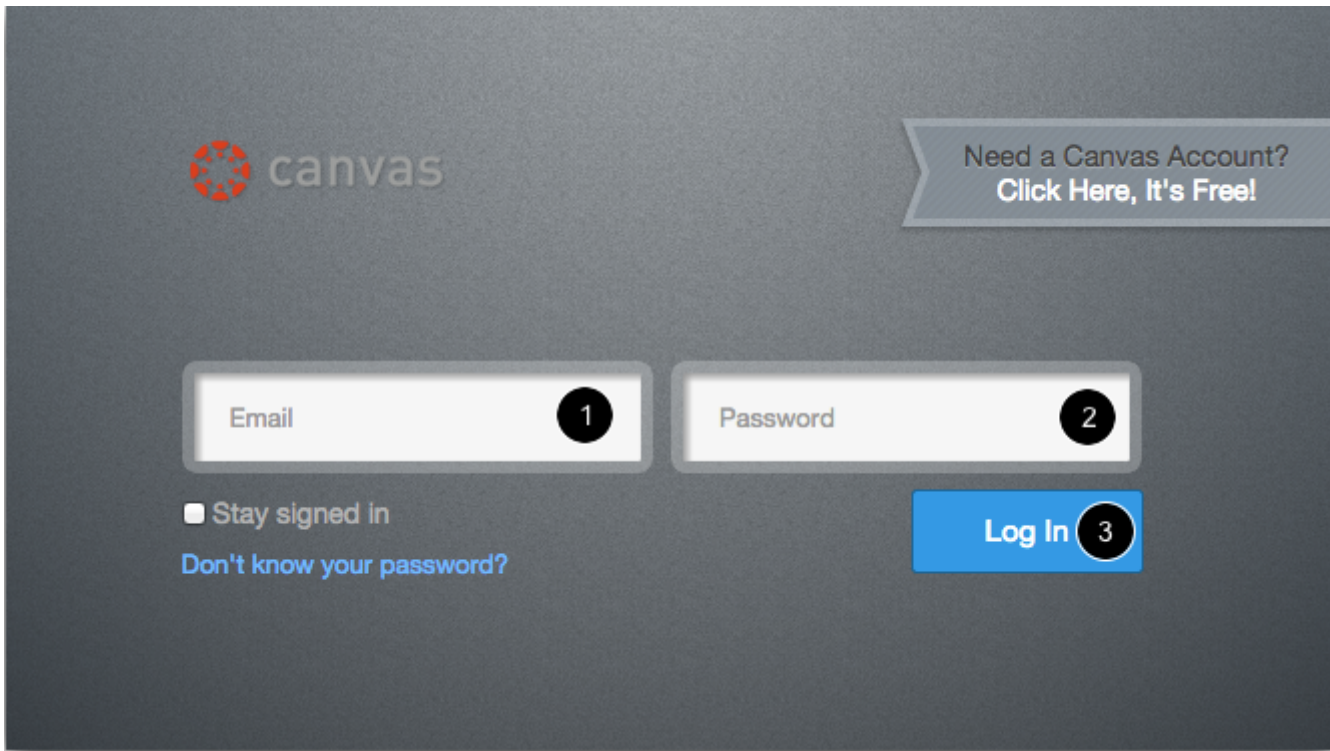 canvas
Need a Canvas Account?
Click Here, It's Free!
Email 1
Password 2
Stay signed in
Log In 3
Don't know your password?